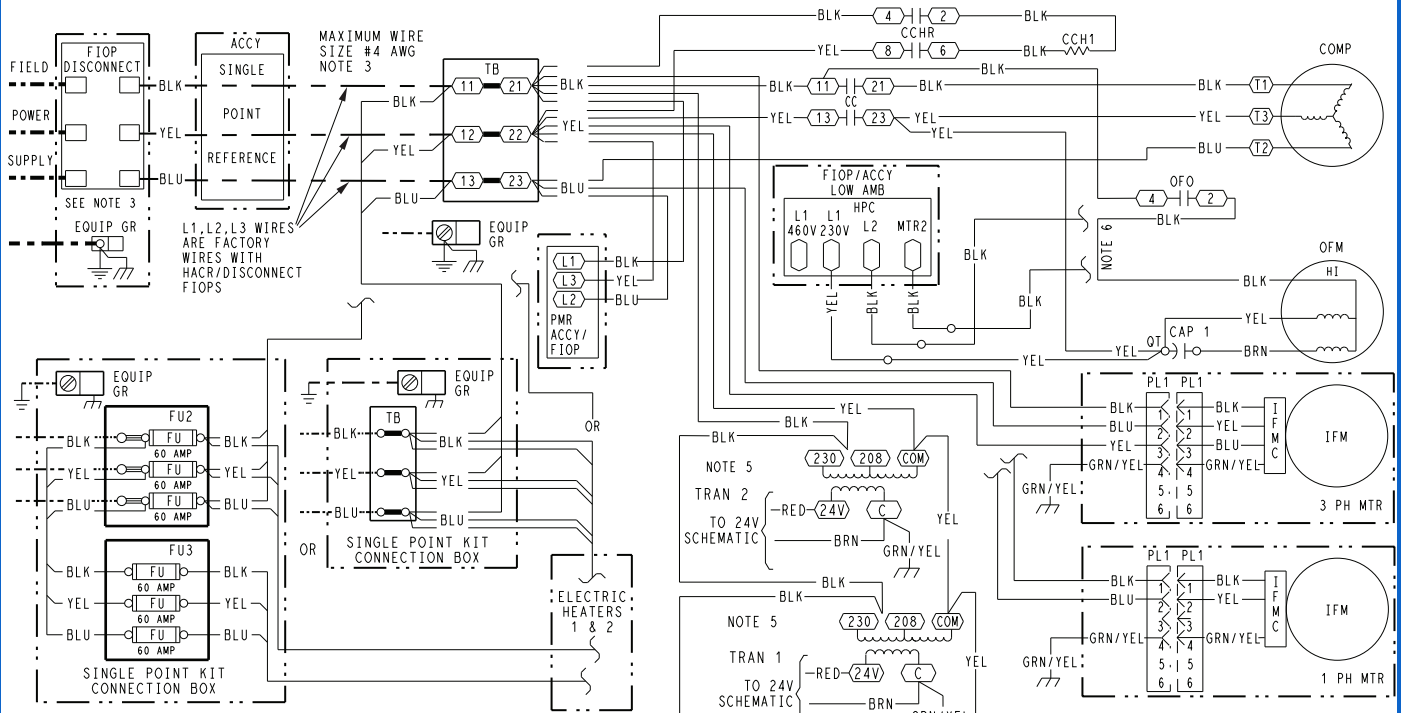 FIELD
POWER
SUPPLY
FIOP
DISCONNECT
SEE NOTE 3
EQUIP GR
BLK
YEL
BLU
ACCY
SINGLE
POINT
REFERENCE
MAXIMUM WIRE
SIZE #4 AWG
NOTE 3
L1,L2,L3 WIRES
ARE FACTORY
WIRES WITH
HACR/DISCONNECT
FIOPS
BLK
YEL
BLU
TB
11 21
12 22
13 23
EQUIP
GR
BLK
YEL
BLU
L1 BLK
L3 YEL
L2 BLU
PMR
ACCY/
FIOP
BLK 4 2 BLK
CCHR
YEL 8 6 BLK CCH1
BLK
BLK 11 21 BLK T1
CC
YEL 13 23 YEL YEL T3
YEL
BLU T2
COMP
FIOP/ACCY
LOW AMB
HPC
L1 L1 L2 MTR2
460V 230V
YEL
BLK
BLK
BLK
BLK
YEL
NOTE 6
OFO
4 2
BLK
OFM
HI
BLK
YEL
CAP 1
QT
YEL BRN
EQUIP
GR
FU2
BLK FU BLK
60 AMP
YEL FU YEL
60 AMP
BLU FU BLU
60 AMP
FU3
BLK FU BLK
60 AMP
YEL FU YEL
60 AMP
BLU FU BLU
60 AMP
SINGLE POINT KIT
CONNECTION BOX
OR
EQUIP
GR
TB
BLK BLK
YEL YEL
BLU BLU
SINGLE POINT KIT
CONNECTION BOX
OR
ELECTRIC
HEATERS
1 & 2
YEL
BLK
BLK
230 208 COM
NOTE 5
TRAN 2
RED 24V C
TO 24V
SCHEMATIC
BRN
GRN/YEL
YEL
BLK
BLK
230 208 COM
NOTE 5
TRAN 1
RED 24V C
TO 24V
SCHEMATIC
BRN
GRN/YEL
YEL
PL1 PL1
BLK 1 1 BLK
BLU 2 2 YEL
YEL 3 3 BLU
GRN/YEL 4 4 GRN/YEL
5 5
6 6
GRN/YEL
IFMC
IFM
3 PH MTR
PL1 PL1
BLK 1 1 BLK
BLU 2 2 YEL
3 3
GRN/YEL 4 4 GRN/YEL
5 5
6 6
GRN/YEL
IFMC
IFM
1 PH MTR